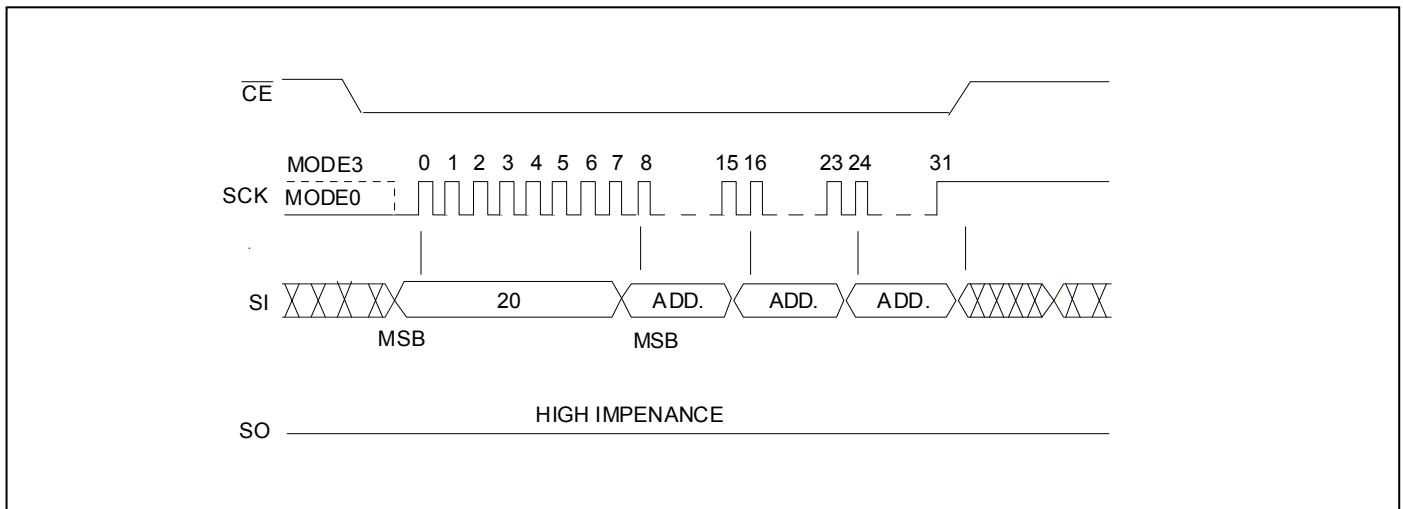 CE
MODE3 0 1 2 3 4 5 6 7 8 15 16 23 24 31
SCK MODE0
SI 20 ADD. ADD. ADD.
MSB MSB
HIGH IMPENANCE
SO